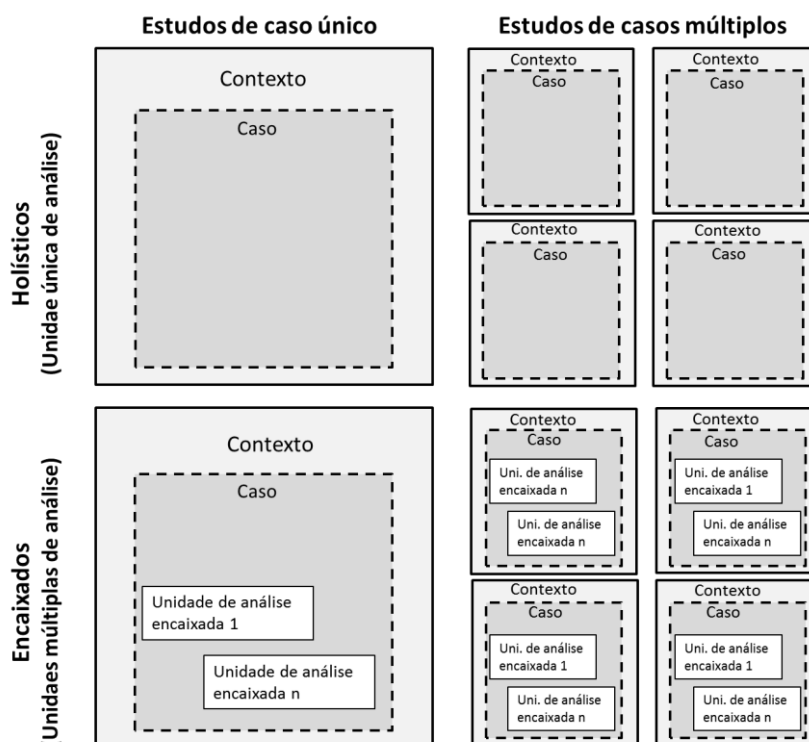 Estudos de caso único
Estudos de casos múltiplos
Holísticos
(Unidae única de análise)
Contexto
Caso
Contexto
Caso
Contexto
Caso
Contexto
Caso
Contexto
Caso
Encaixados
(Unidaes múltiplas de análise)
Contexto
Caso
Unidade de análise
encaixada 1
Unidade de análise
encaixada n
Contexto
Caso
Uni. de análise
encaixada n
Uni. de análise
encaixada n
Contexto
Caso
Uni. de análise
encaixada 1
Uni. de análise
encaixada n
Contexto
Caso
Uni. de análise
encaixada 1
Uni. de análise
encaixada n
Contexto
Caso
Uni. de análise
encaixada 1
Uni. de análise
encaixada n